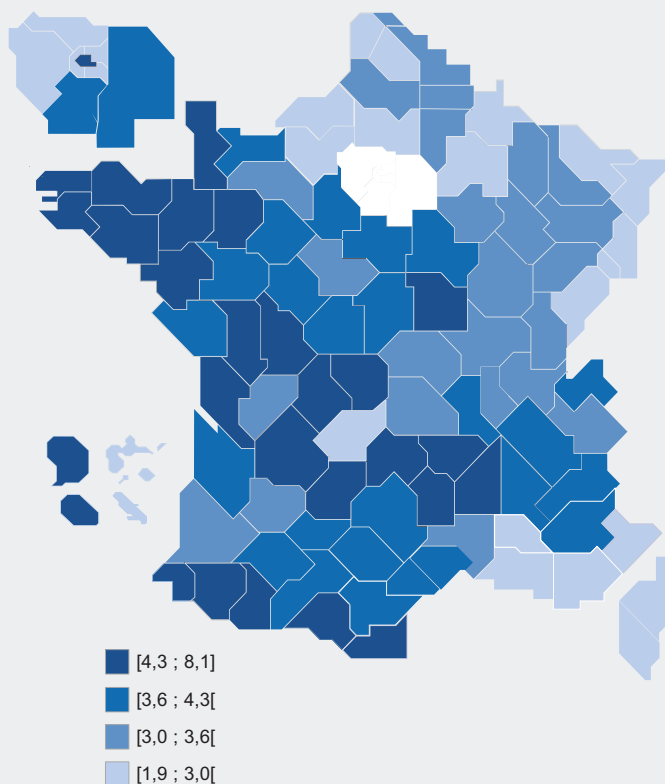 [4,3 ; 8,1]
[3,6 ; 4,3[
[3,0 ; 3,6[
[1,9 ; 3,0[